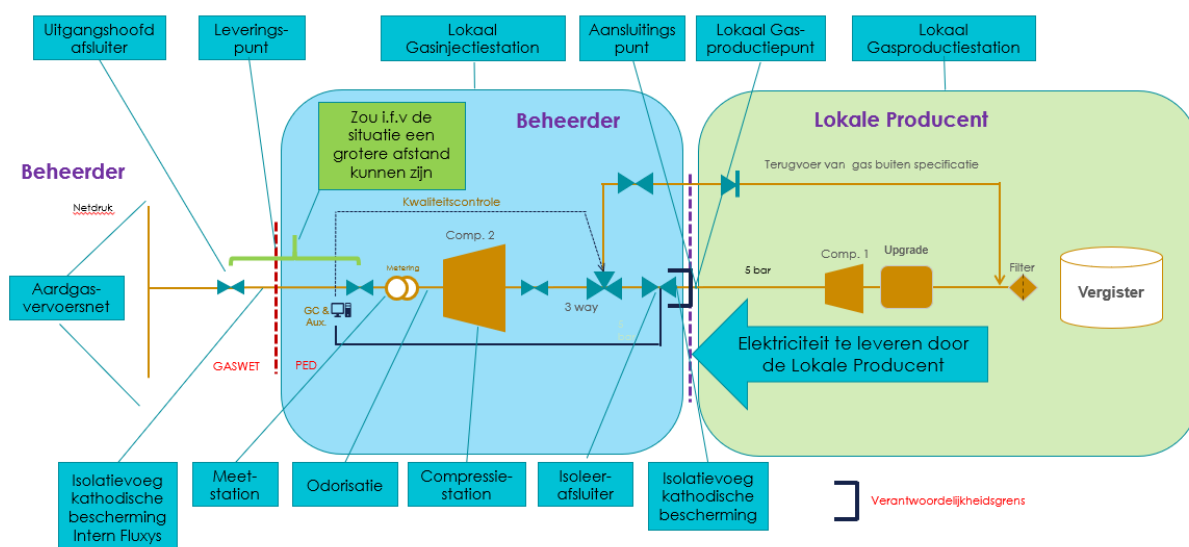 Uitgangshoofd
afsluiter
Leverings-
punt
Lokaal
Gasinjectiestation
Aansluitings
punt
Lokaal Gas-
productiepunt
Lokaal
Gasproductiestation
Zou i.f.v de
situatie een
grotere afstand
kunnen zijn
Beheerder
Lokale Producent
Beheerder
Terugvoer van gas buiten specificatie
Netdruk
Kwaliteitscontrole
Comp. 2
Comp. 1
Upgrade
Metering
5 bar
Filter
Aardgas-
vervoersnet
GC &
Aux.
3 way
Vergister
Elektriciteit te leveren door
de Lokale Producent
GASWET
PED
Isolatievoeg
kathodische
bescherming
Intern Fluxys
Meet-
station
Odorisatie
Compressie-
station
Isoleer-
afsluiter
Isolatievoeg
kathodische
bescherming
Verantwoordelijkheidsgrens